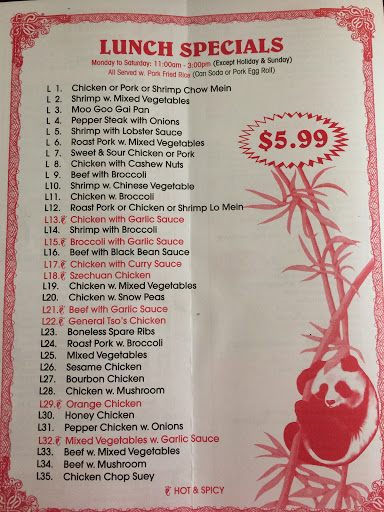 LUNCH SPECIALS
Monday to Saturday: 11:00am - 3:00pm (Except Holiday & Sunday)
All Served w. Pork Fried Rice (Can Soda or Pork Egg Roll)
L 1. Chicken or Pork or Shrimp Chow Mein
L 2. Shrimp w. Mixed Vegetables
L 3. Moo Goo Gai Pan
L 4. Pepper Steak with Onions
L 5. Shrimp with Lobster Sauce
L 6. Roast Pork w. Mixed Vegetables
L 7. Sweet & Sour Chicken or Pork
L 8. Chicken with Cashew Nuts
L 9. Beef with Broccoli
L10. Shrimp w. Chinese Vegetable
L11. Chicken w. Broccoli
L12. Roast Pork or Chicken or Shrimp Lo Mein
L13. Chicken with Garlic Sauce
L14. Shrimp with Broccoli
L15. Broccoli with Garlic Sauce
L16. Beef with Black Bean Sauce
L17. Chicken with Curry Sauce
L18. Szechuan Chicken
L19. Chicken w. Mixed Vegetables
L20. Chicken w. Snow Peas
L21. Beef with Garlic Sauce
L22. General Tso's Chicken
L23. Boneless Spare Ribs
L24. Roast Pork w. Broccoli
L25. Mixed Vegetables
L26. Sesame Chicken
L27. Bourbon Chicken
L28. Chicken w. Mushroom
L29. Orange Chicken
L30. Honey Chicken
L31. Pepper Chicken w. Onions
L32. Mixed Vegetables w. Garlic Sauce
L33. Beef w. Mixed Vegetables
L34. Beef w. Mushroom
L35. Chicken Chop Suey
HOT & SPICY
$5.99